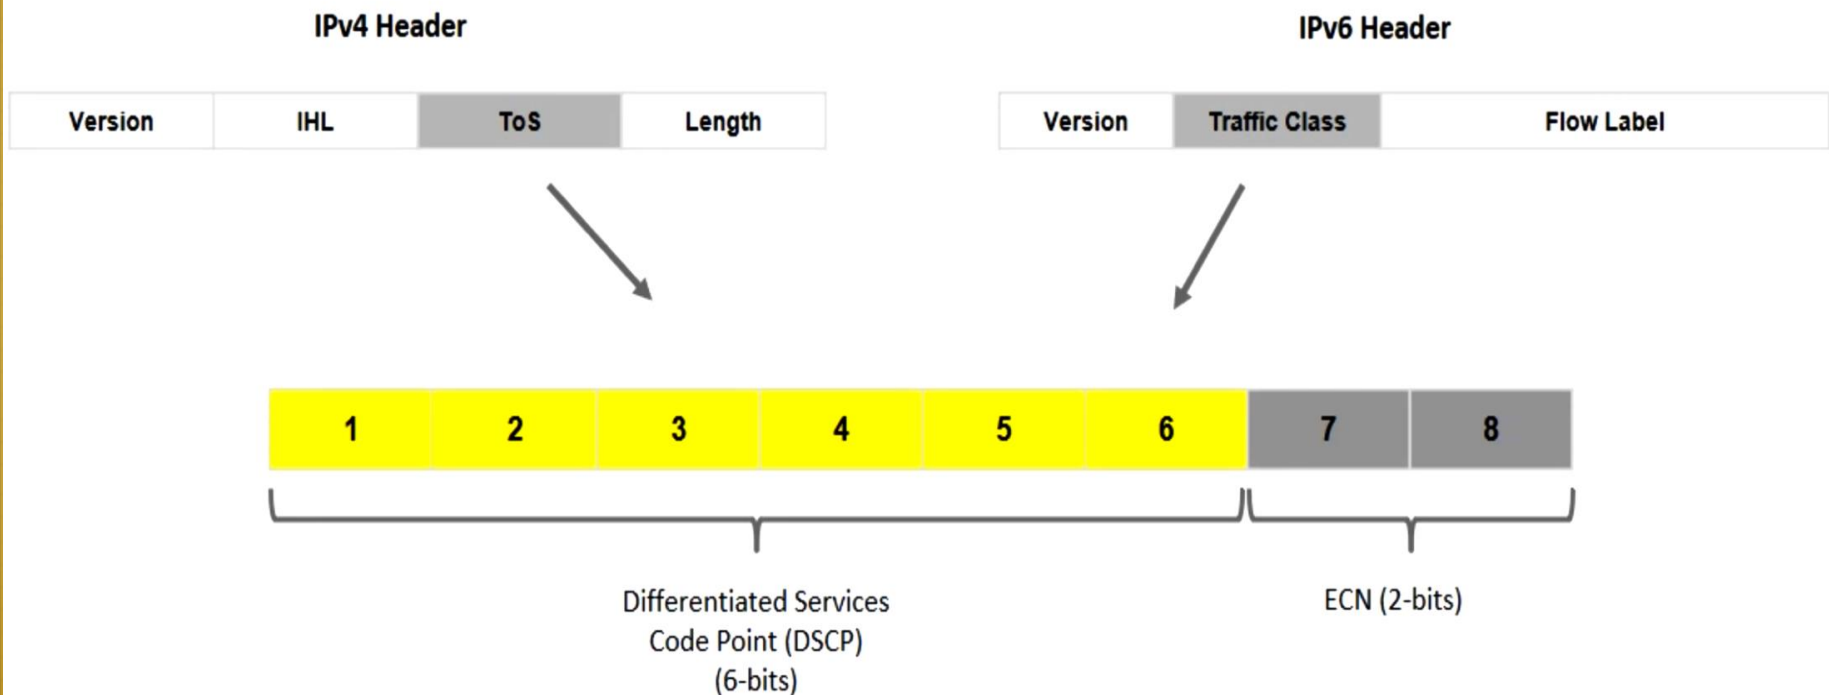 IPv4 Header
IPv6 Header
Version IHL ToS Length
Version Traffic Class Flow Label
1 2 3 4 5 6 7 8
Differentiated Services
Code Point (DSCP)
(6-bits)
ECN (2-bits)